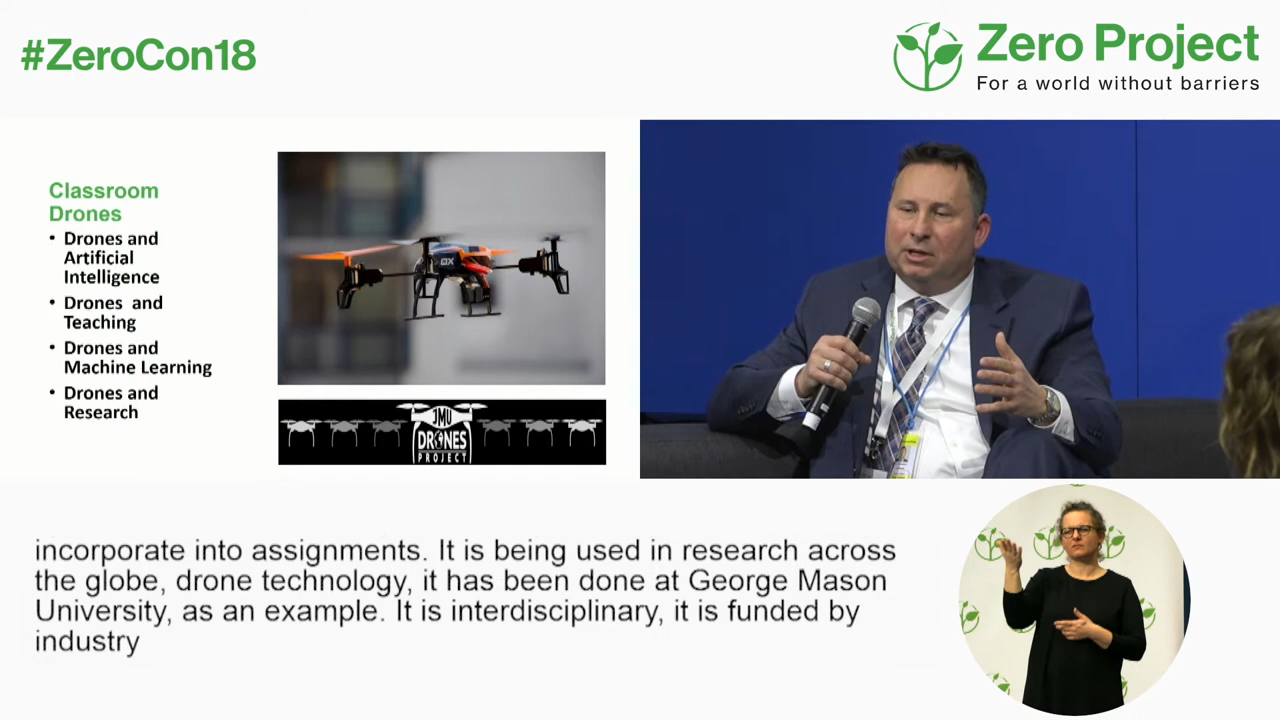 #ZeroCon18
Zero Project
For a world without barriers
Classroom
Drones
• Drones and
Artificial
Intelligence
• Drones and
Teaching
• Drones and
Machine Learning
• Drones and
Research
QX
JMU
DRONES
PROJECT
incorporate into assignments. It is being used in research across
the globe, drone technology, it has been done at George Mason
University, as an example. It is interdisciplinary, it is funded by
industry